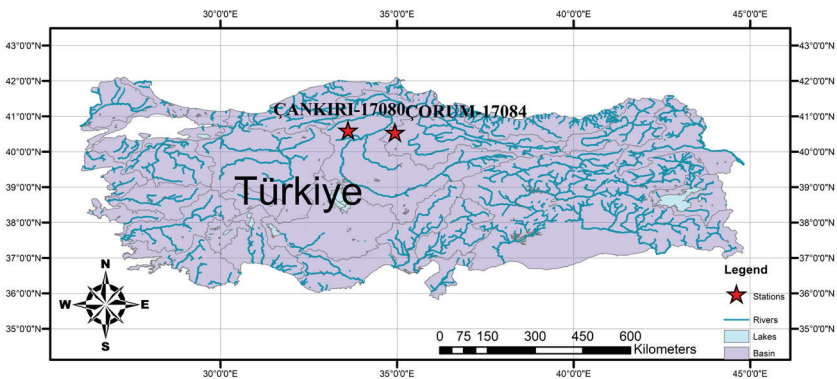 30°0'0"E 35°0'0"E 40°0'0"E 45°0'0"E
43°0'0"N 43°0'0"N
42°0'0"N 42°0'0"N
41°0'0"N 41°0'0"N
40°0'0"N 40°0'0"N
39°0'0"N 39°0'0"N
38°0'0"N 38°0'0"N
37°0'0"N 37°0'0"N
36°0'0"N 36°0'0"N
35°0'0"N 35°0'0"N
ÇANKIRI-17080 ÇORUM-17084
Türkiye
N
W E
S
0 75 150 300 450 600
Kilometers
Legend
Stations
Rivers
Lakes
Basin
30°0'0"E 35°0'0"E 40°0'0"E 45°0'0"E